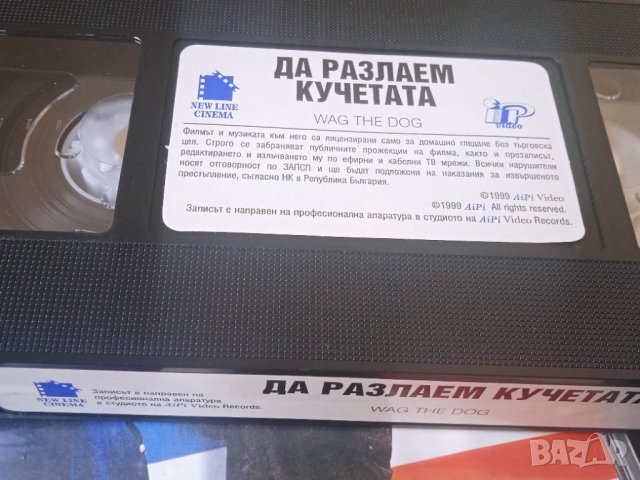 NEW LINE
CINEMA
ДА РАЗЛАЕМ
КУЧЕТАТА
WAG THE DOG
iP
video
Филмът и музиката към него са лицензирани само за домашно гледане без търговска
цел. Строго се забраняват публичните прожекции на филма, както и презаписът,
редактирането и излъчването му по ефирни и кабелни ТВ мрежи. Всички нарушители
носят отговорност по ЗАПСП и ще бъдат подложени на наказания за извършеното
престъпление, съгласно НК в Република България.
©1999 AiPi Video
©1999 AiPi All rights reserved.
Записът е направен на професионална апаратура в студиото на AiPi Video Records.
NEW LINE
CINEMA
Записът е направен на
професионална апаратура
в студиото на AiPi Video Records.
ДА РАЗЛАЕМ КУЧЕТАТА
WAG THE DOG
BAZAR